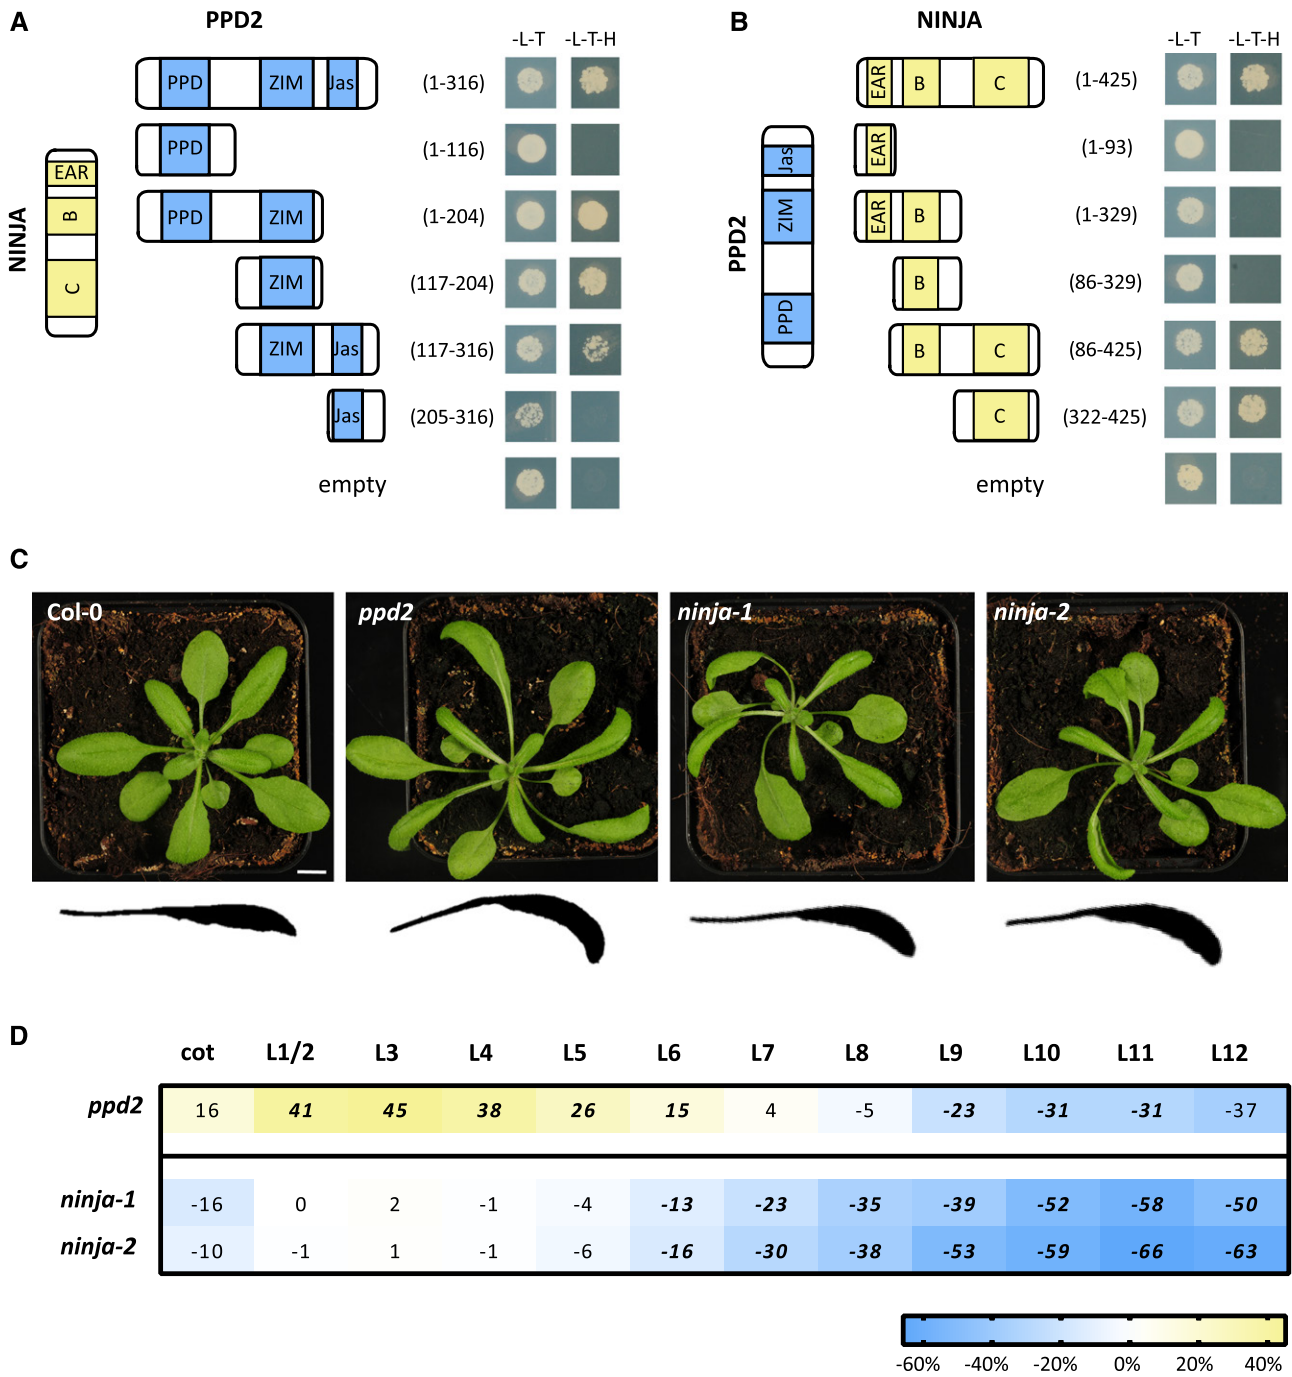 A
PPD2
-L-T -L-T-H
PPD ZIM Jas (1-316)
PPD (1-116)
PPD ZIM (1-204)
ZIM (117-204)
ZIM Jas (117-316)
Jas (205-316)
empty
NINJA
EAR
B
C
B
NINJA
-L-T -L-T-H
EAR B C (1-425)
EAR (1-93)
EAR B (1-329)
B (86-329)
B C (86-425)
C (322-425)
empty
PPD2
Jas
ZIM
PPD
C
Col-0 ppd2 ninja-1 ninja-2
D
cot L1/2 L3 L4 L5 L6 L7 L8 L9 L10 L11 L12
ppd2 16 41 45 38 26 15 4 -5 -23 -31 -31 -37
ninja-1 -16 0 2 -1 -4 -13 -23 -35 -39 -52 -58 -50
ninja-2 -10 -1 1 -1 -6 -16 -30 -38 -53 -59 -66 -63
-60% -40% -20% 0% 20% 40%